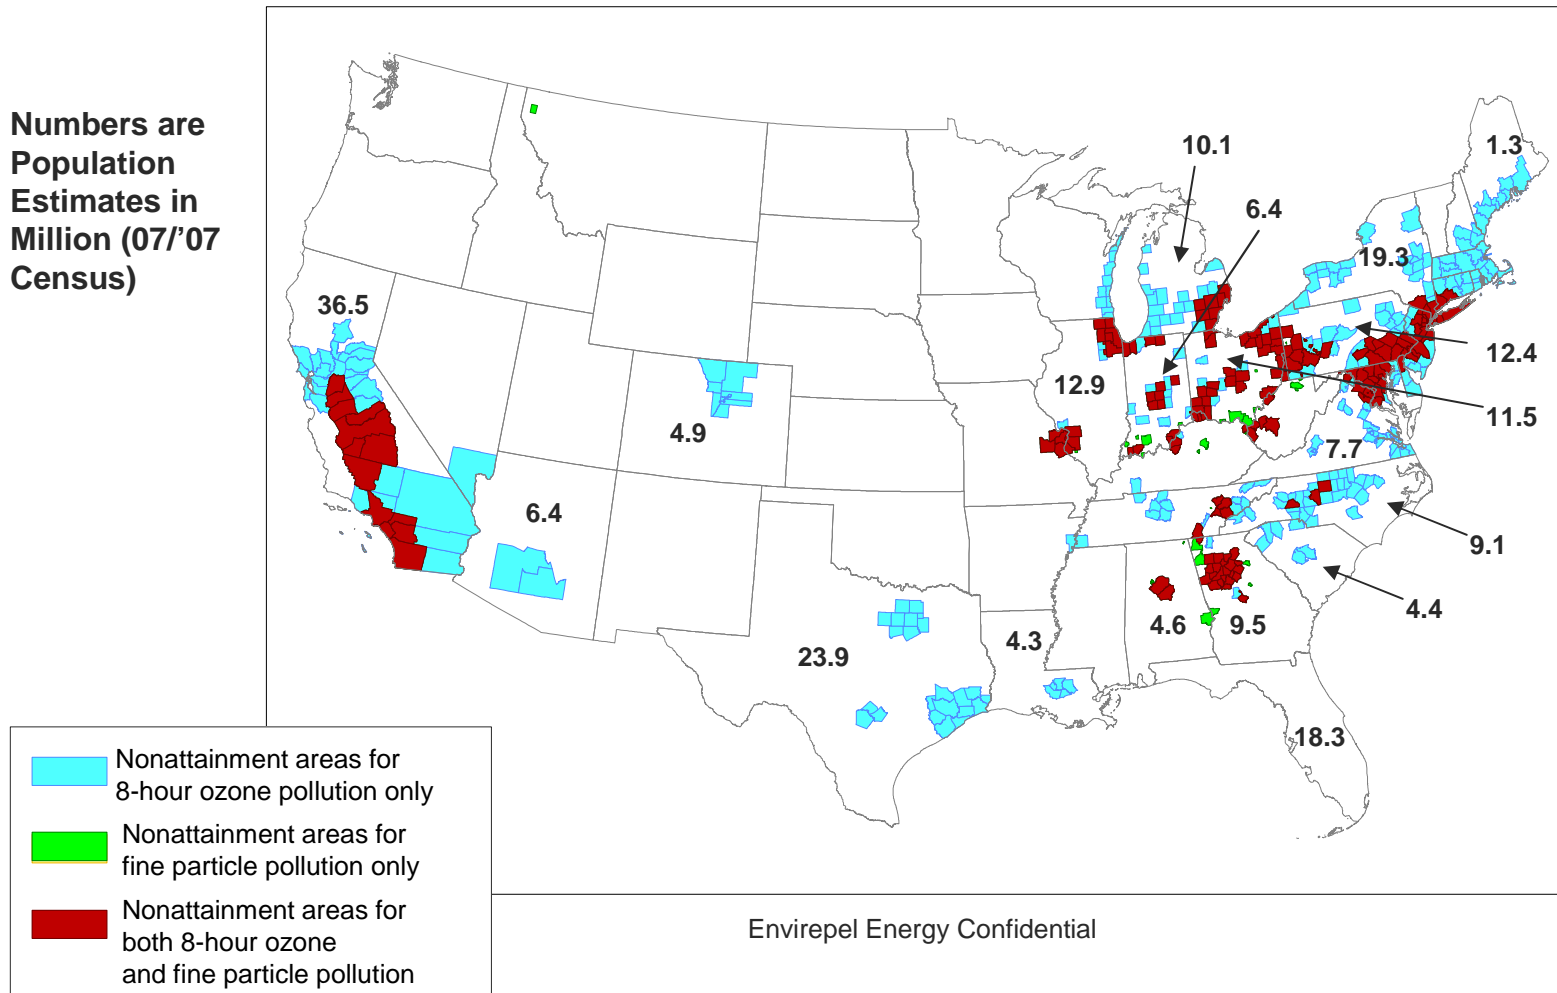 Numbers are
Population
Estimates in
Million (07/'07
Census)
10.1
1.3
6.4
19.3
36.5
12.4
12.9
11.5
4.9
7.7
6.4
9.1
4.4
4.3
4.6
9.5
23.9
18.3
Nonattainment areas for
8-hour ozone pollution only
Nonattainment areas for
fine particle pollution only
Nonattainment areas for
both 8-hour ozone
and fine particle pollution
Envirepel Energy Confidential